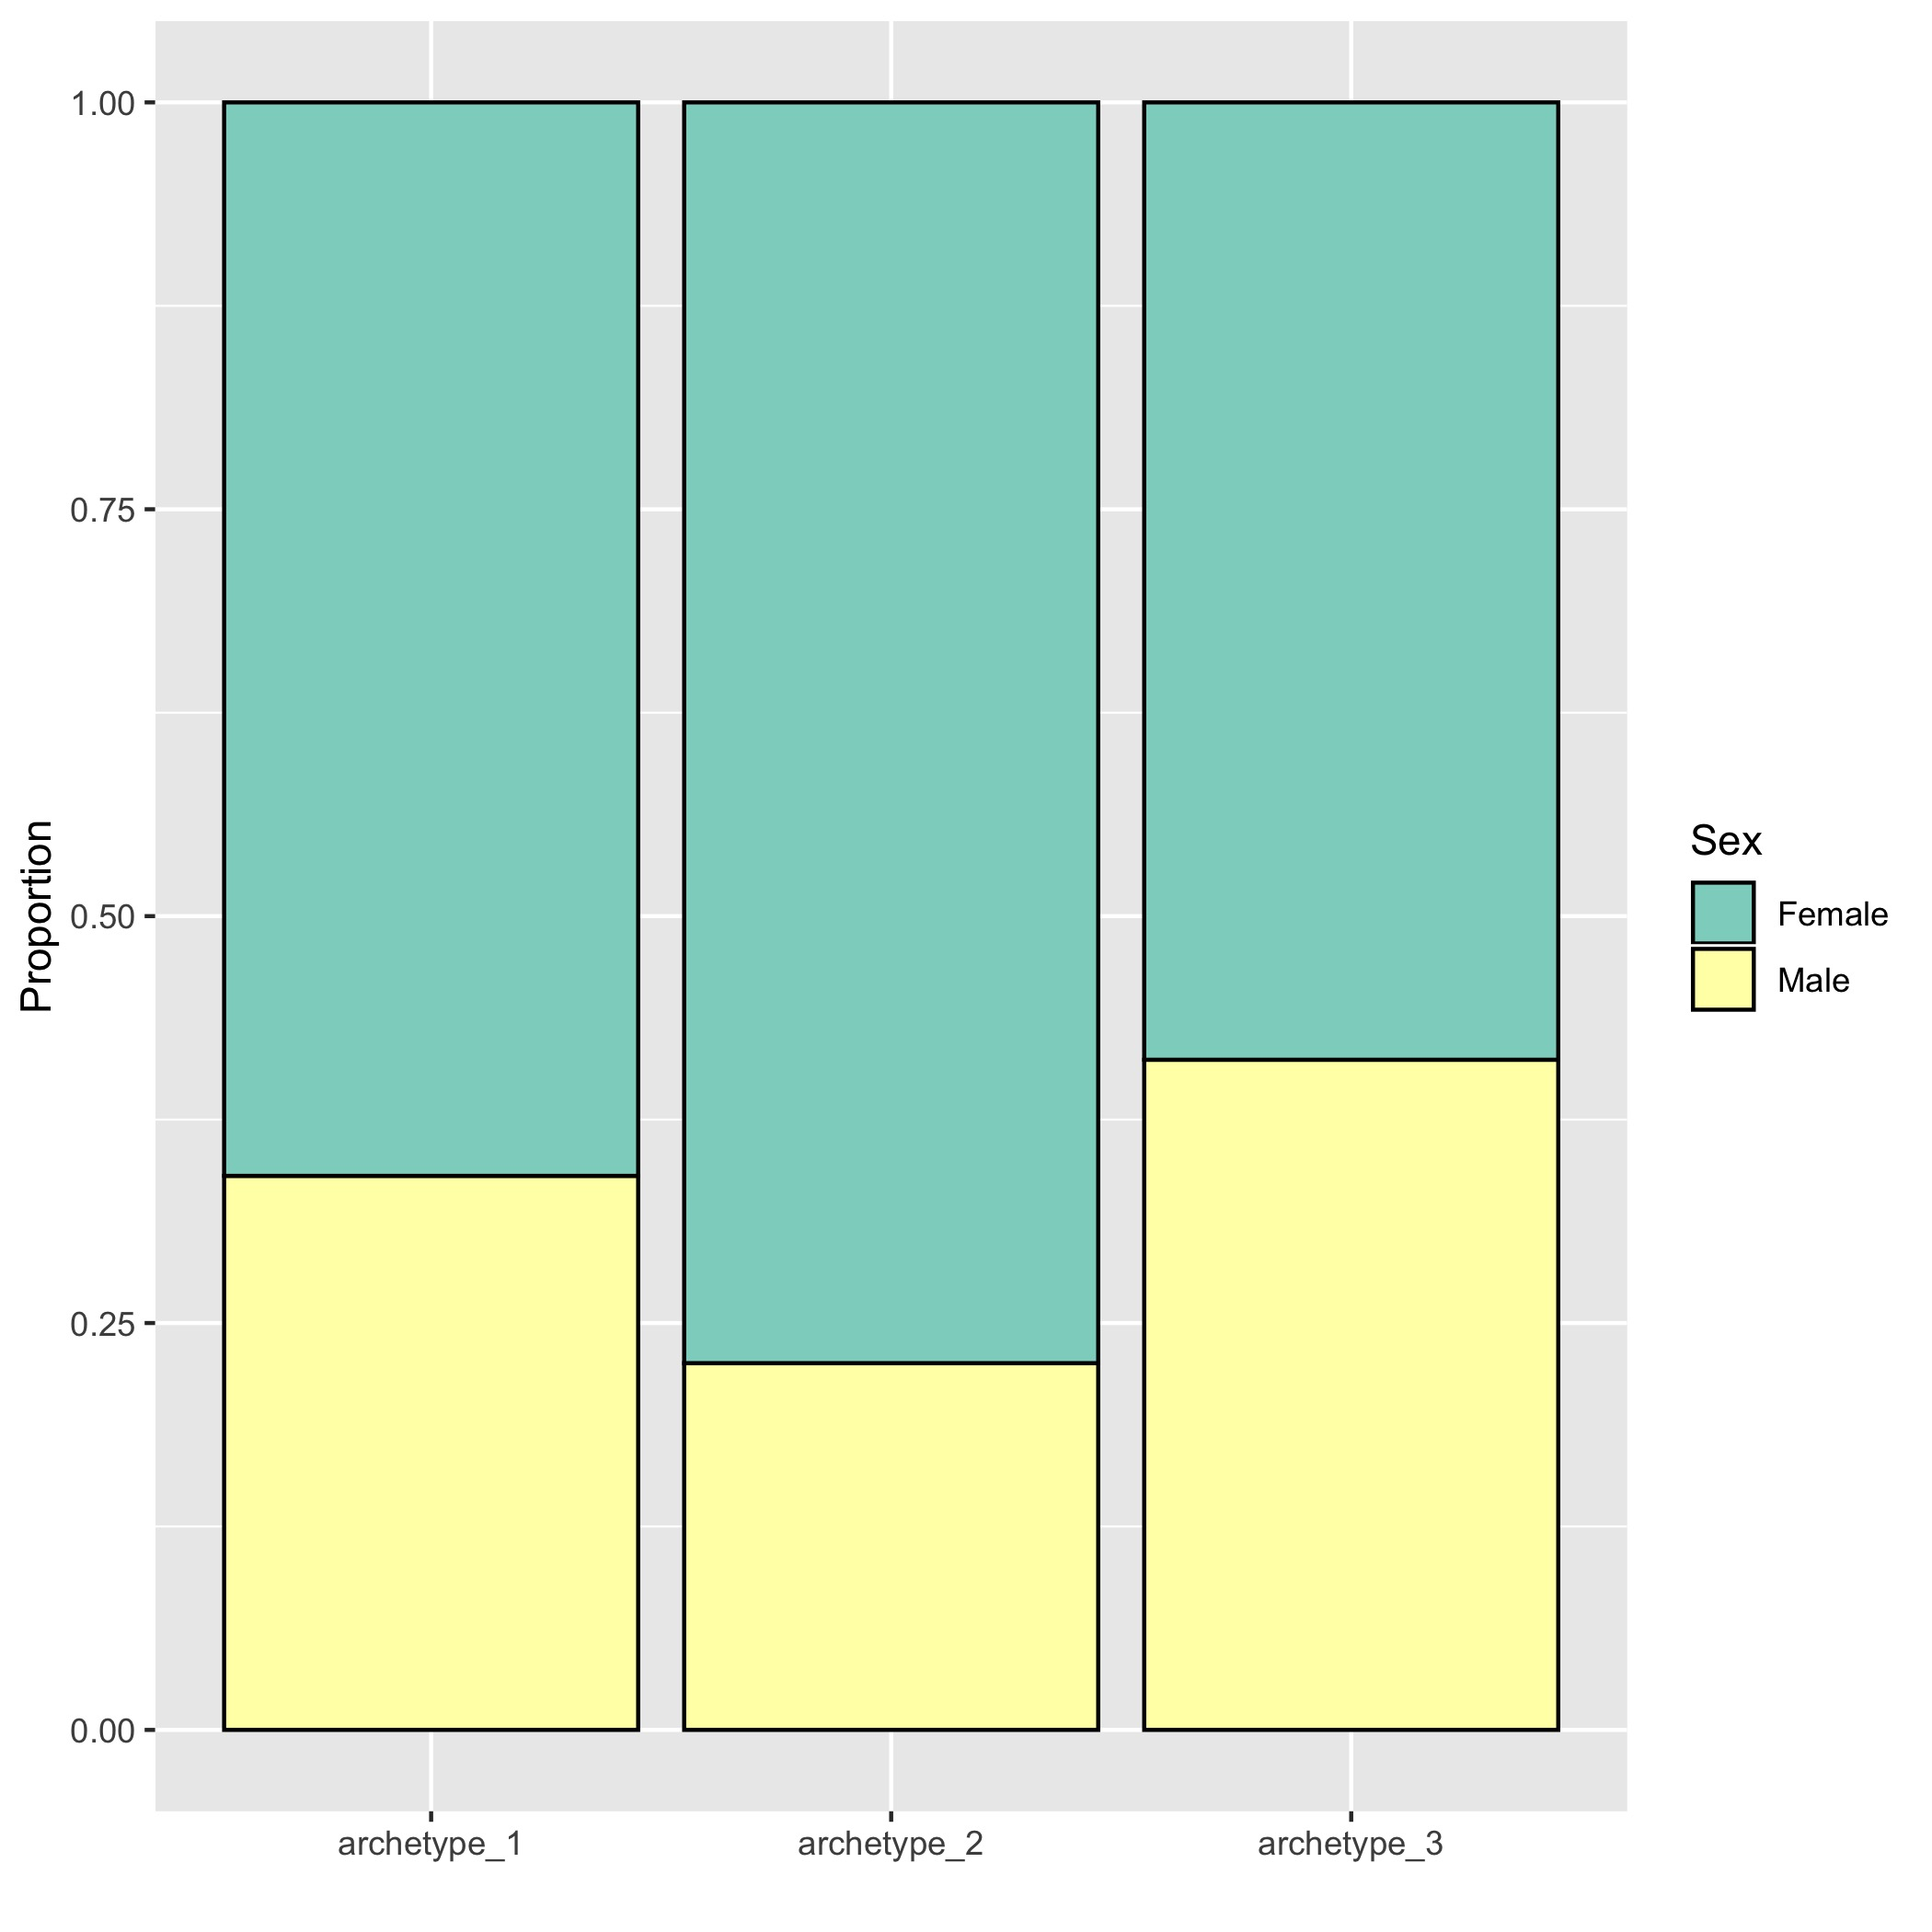 1.00
0.75
0.50
0.25
0.00
Proportion
archetype_1
archetype_2
archetype_3
Sex
Female
Male